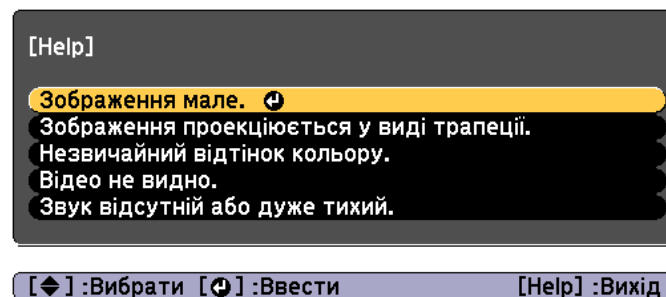 [Help]
Зображення мале.
Зображення проекціюється у виді трапеції.
Незвичайний відтінок кольору.
Відео не видно.
Звук відсутній або дуже тихий.
[◆] :Вибрати [↵] :Ввести [Help] :Вихід